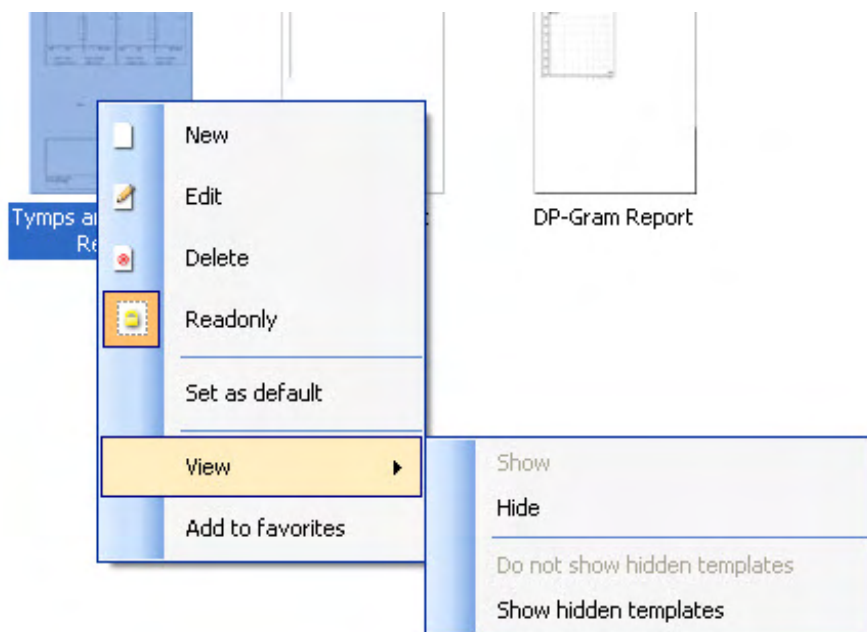 New
Edit
Tymps
DP-Gram Report
Delete
Readonly
Set as default
View
Show
Hide
Add to favorites
Do not show hidden templates
Show hidden templates